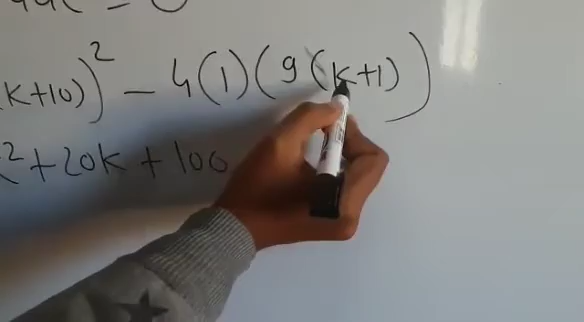 k+10)² - 4(1)(9(k+1))
² + 20k + 100